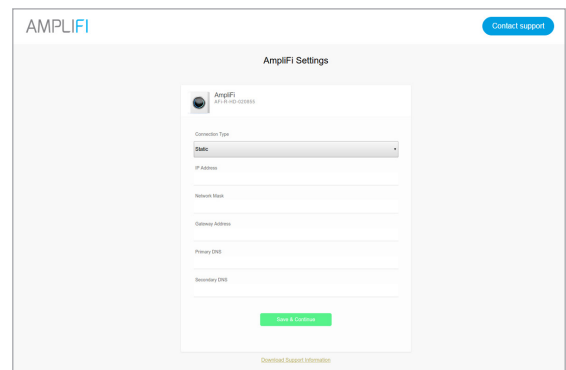 AMPLIFI
Contact support
AmpliFi Settings
AmpliFi
AFi-R-HD-020855
Connection Type
Static
IP Address
Network Mask
Gateway Address
Primary DNS
Secondary DNS
Save & Continue
Download Support Information